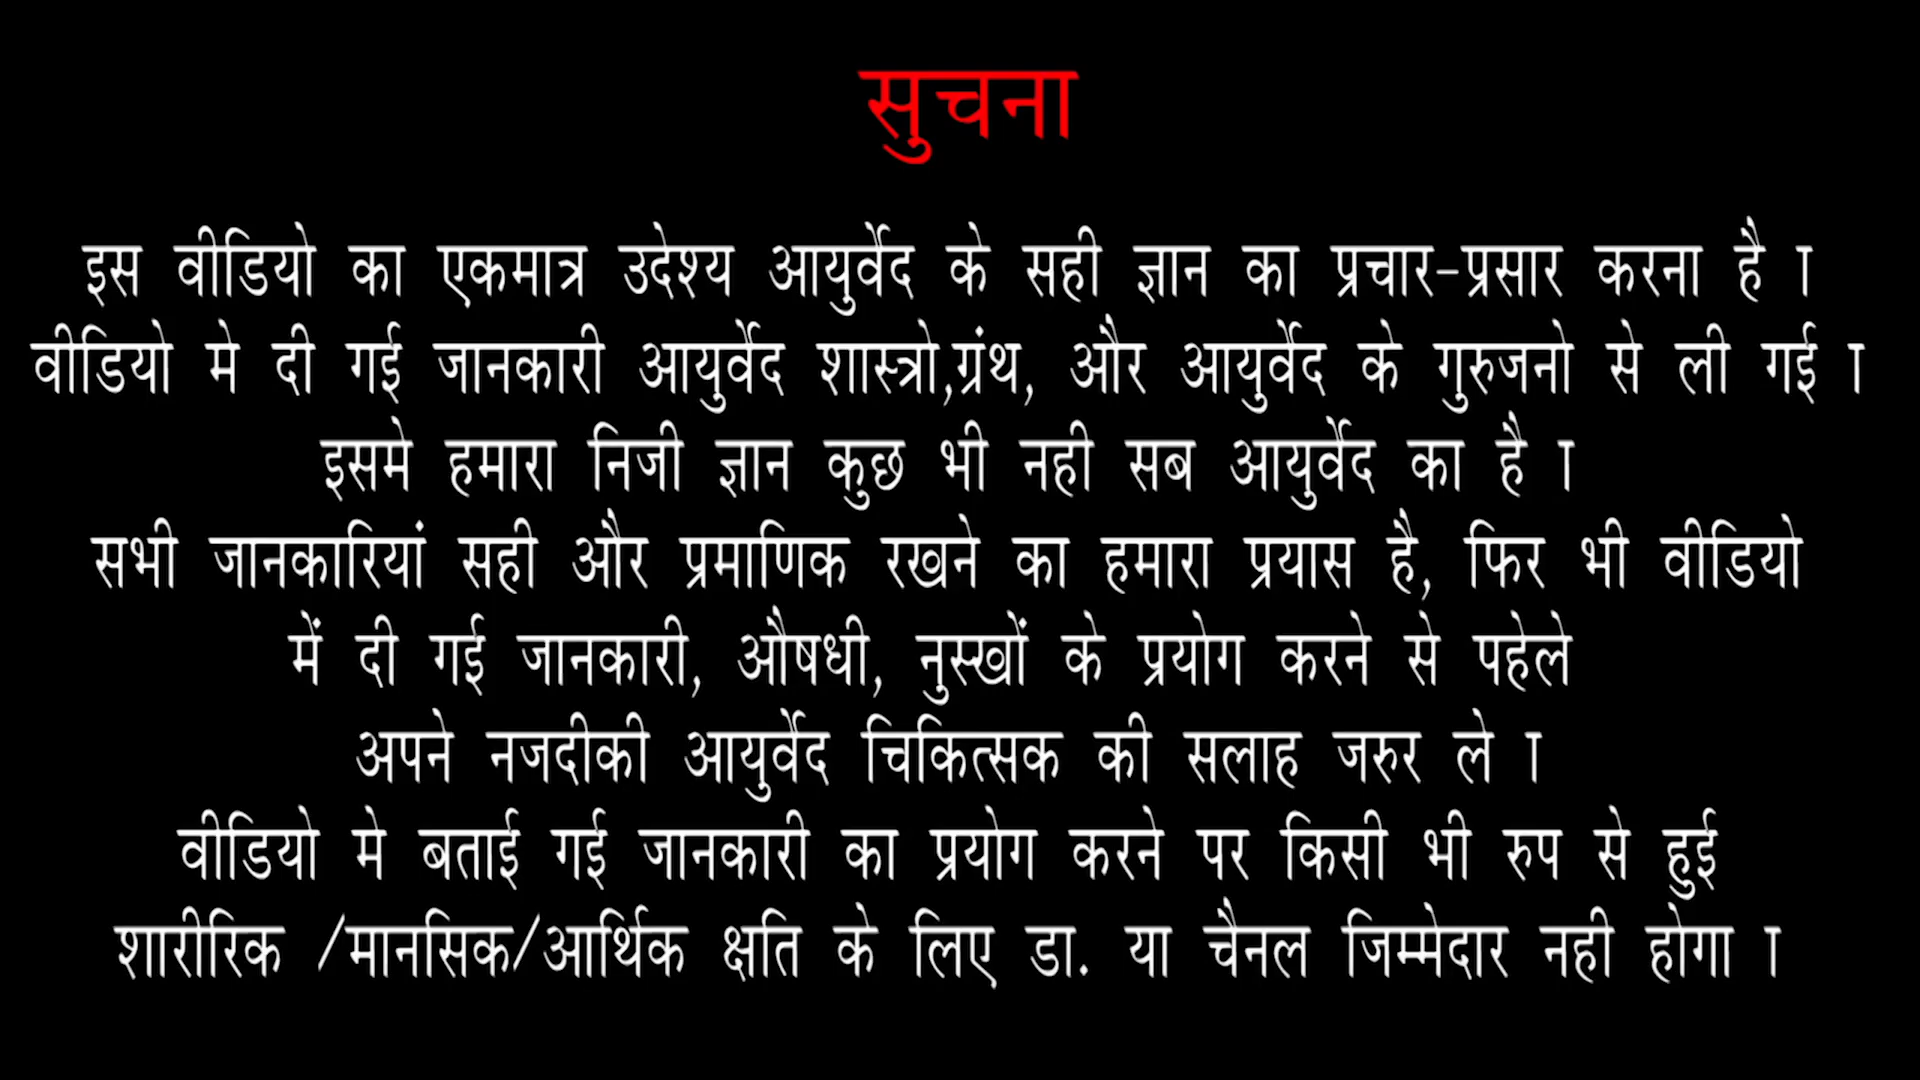 सुचना
इस वीडियो का एकमात्र उदेश्य आयुर्वेद के सही ज्ञान का प्रचार-प्रसार करना है ा
वीडियो मे दी गई जानकारी आयुर्वेद शास्त्रो,ग्रंथ, और आयुर्वेद के गुरुजनो से ली गई ा
इसमे हमारा निजी ज्ञान कुछ भी नही सब आयुर्वेद का है ा
सभी जानकारियां सही और प्रमाणिक रखने का हमारा प्रयास है, फिर भी वीडियो
में दी गई जानकारी, औषधी, नुस्खों के प्रयोग करने से पहेले
अपने नजदीकी आयुर्वेद चिकित्सक की सलाह जरुर ले ा
वीडियो मे बताई गई जानकारी का प्रयोग करने पर किसी भी रुप से हुई
शारीरिक /मानसिक/आर्थिक क्षति के लिए डा. या चैनल जिम्मेदार नही होगा ा